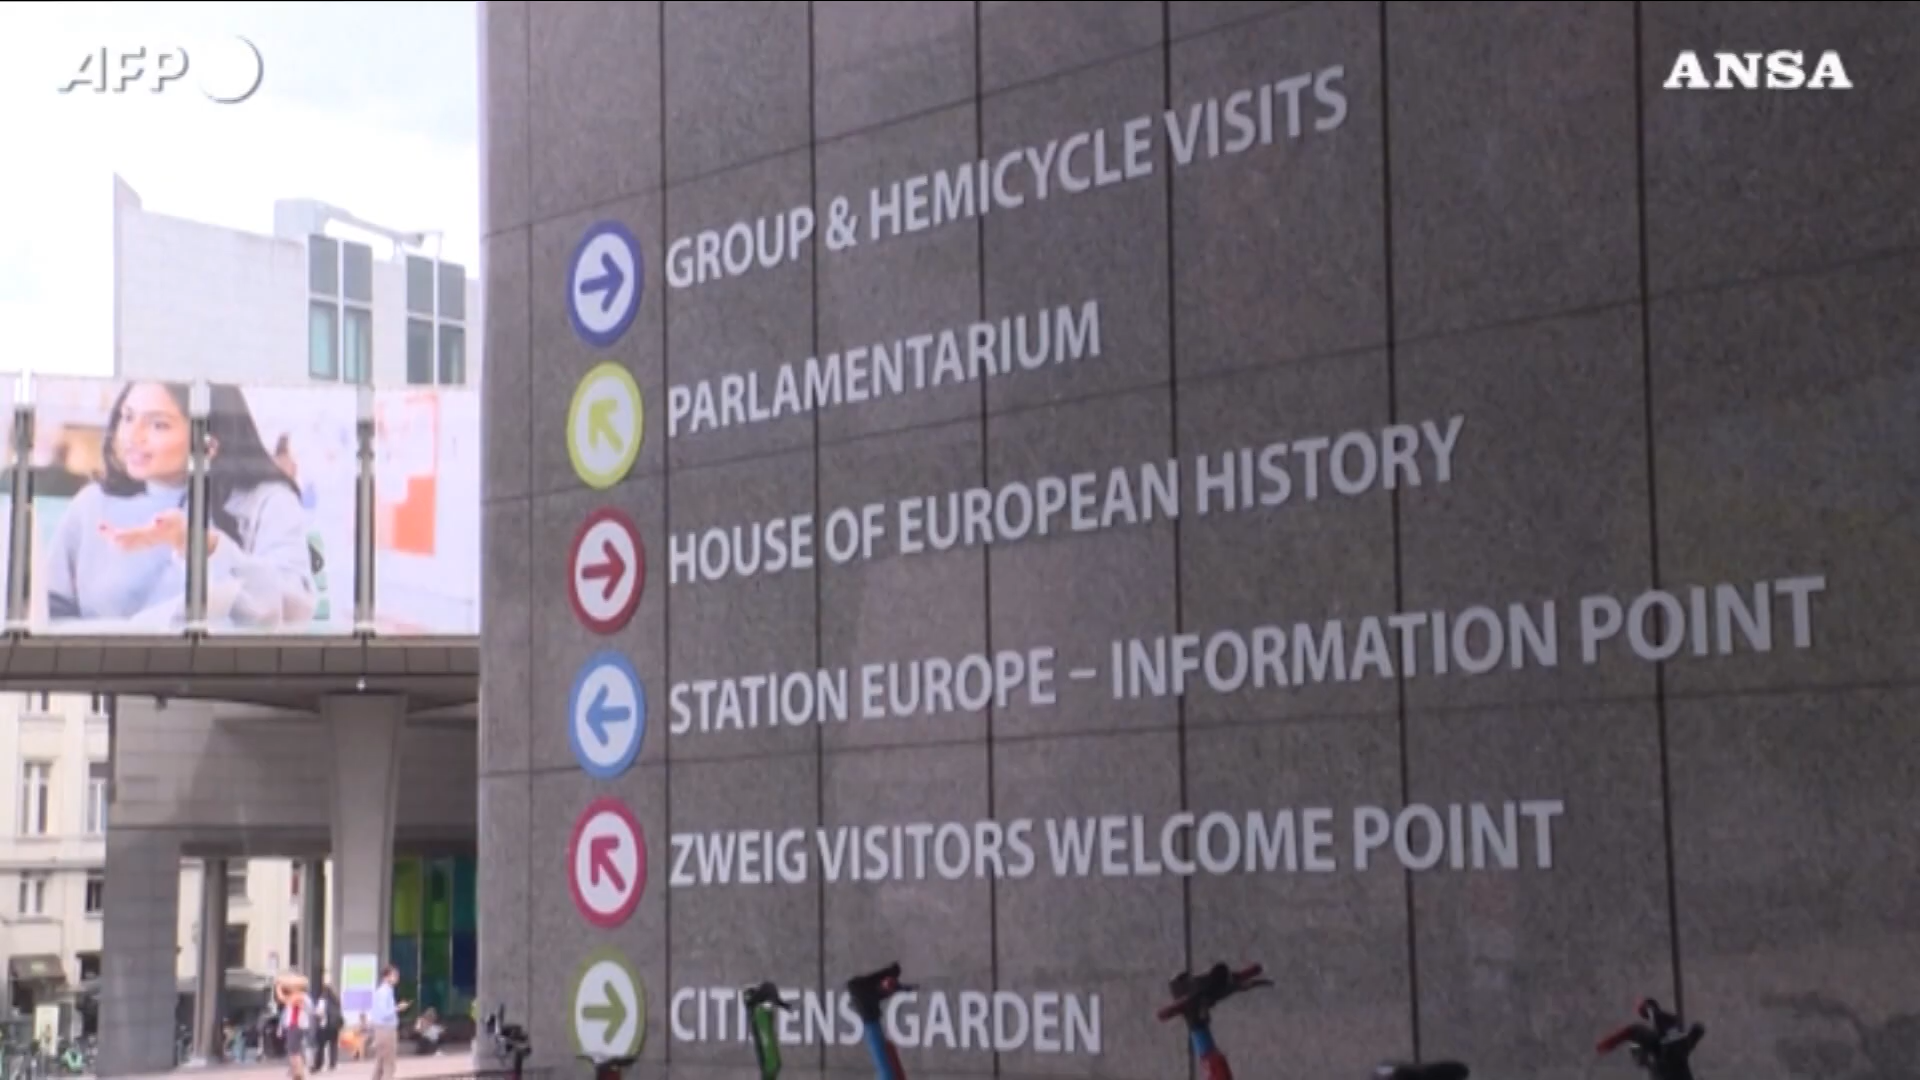 AFP
ANSA
GROUP & HEMICYCLE VISITS
PARLAMENTARIUM
HOUSE OF EUROPEAN HISTORY
STATION EUROPE – INFORMATION POINT
ZWEIG VISITORS WELCOME POINT
CITIZENS GARDEN